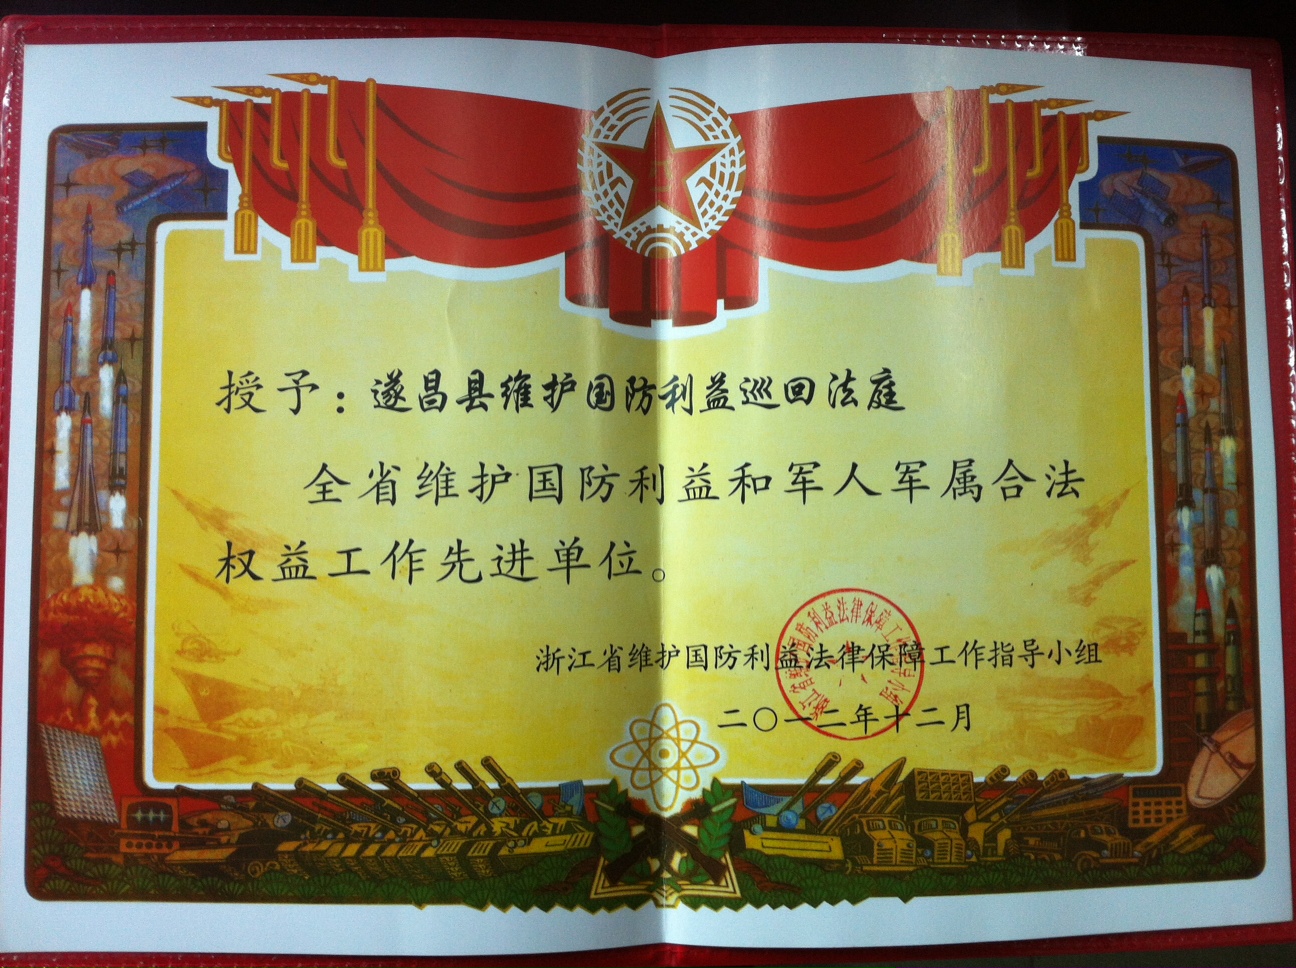 授予：遂昌县维护国防利益巡回法庭
全省维护国防利益和军人军属合法
权益工作先进单位。
浙江省维护国防利益法律保障工作指导小组
二〇一二年十二月